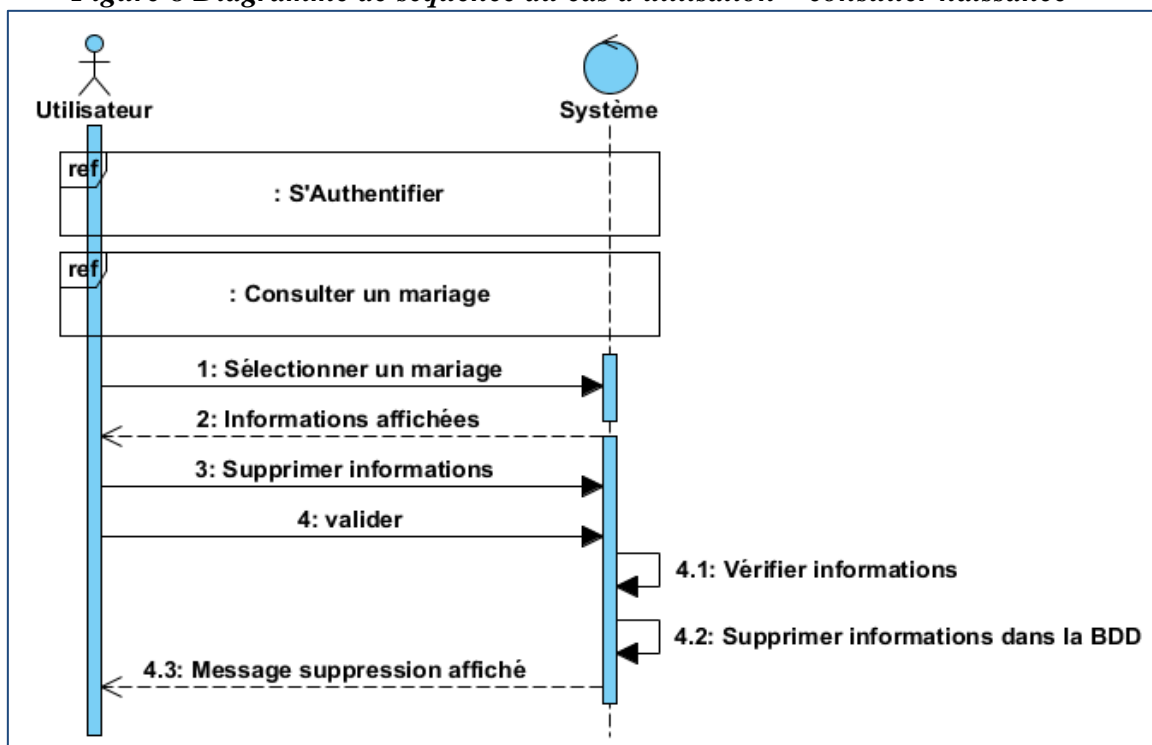 Figure 8 Diagramme de séquence du cas d'utilisation « consulter naissance »
Utilisateur
Système
ref
: S'Authentifier
ref
: Consulter un mariage
1: Sélectionner un mariage
2: Informations affichées
3: Supprimer informations
4: valider
4.1: Vérifier informations
4.2: Supprimer informations dans la BDD
4.3: Message suppression affiché